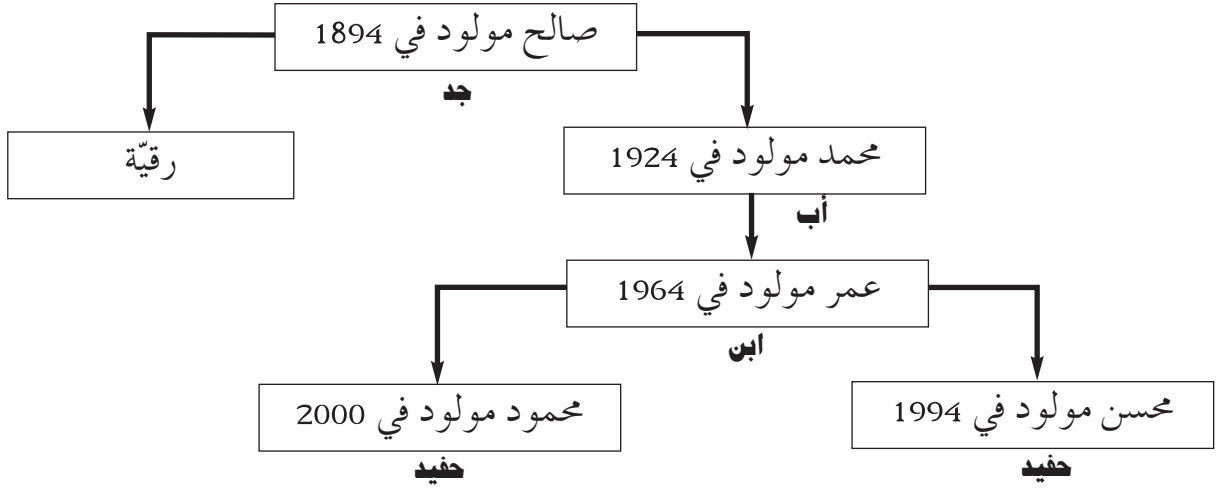 صالح مولود في 1894
جد
محمد مولود في 1924
رقيّة
أب
عمر مولود في 1964
ابن
محسن مولود في 1994
محمود مولود في 2000
حفيد
حفيد